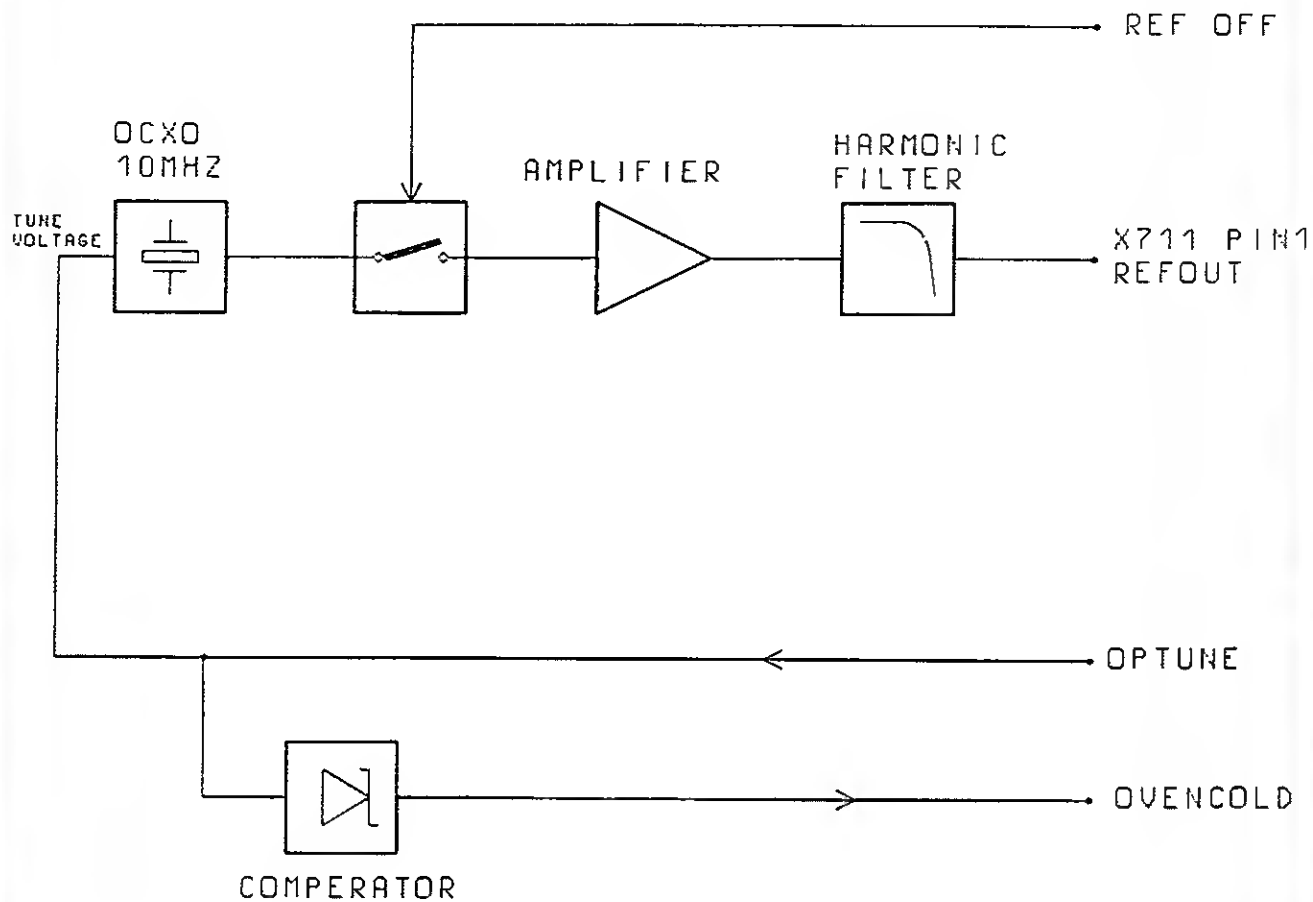 REF OFF
OCXO
10MHZ
AMPLIFIER
HARMONIC
FILTER
TUNE
VOLTAGE
X711 PIN1
REFOUT
OPTUNE
OVENCOLD
COMPERATOR